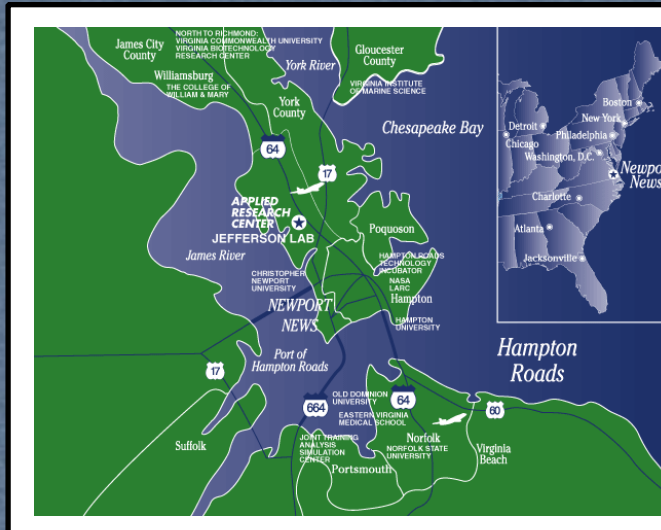 NORTH TO RICHMOND:
VIRGINIA COMMONWEALTH UNIVERSITY
VIRGINIA BIOTECHNOLOGY
RESEARCH CENTER
James City
County
Gloucester
County
York River
Williamsburg
THE COLLEGE OF
WILLIAM & MARY
VIRGINIA INSTITUTE
OF MARINE SCIENCE
York
County
Chesapeake Bay
64
17
APPLIED
RESEARCH
CENTER
JEFFERSON LAB
Poquoson
James River
HAMPTON ROADS
TECHNOLOGY
INCUBATOR
CHRISTOPHER
NEWPORT
UNIVERSITY
NASA
LARC
Hampton
NEWPORT
NEWS
HAMPTON
UNIVERSITY
Port of
Hampton Roads
Hampton
Roads
17
664
OLD DOMINION
UNIVERSITY
64
60
EASTERN VIRGINIA
MEDICAL SCHOOL
Suffolk
JOINT TRAINING
ANALYSIS
SIMULATION
CENTER
Norfolk
NORFOLK STATE
UNIVERSITY
Virginia
Beach
Portsmouth
Boston
New York
Detroit
Philadelphia
Chicago
Washington, D.C.
Newpo
News
Charlotte
Atlanta
Jacksonville